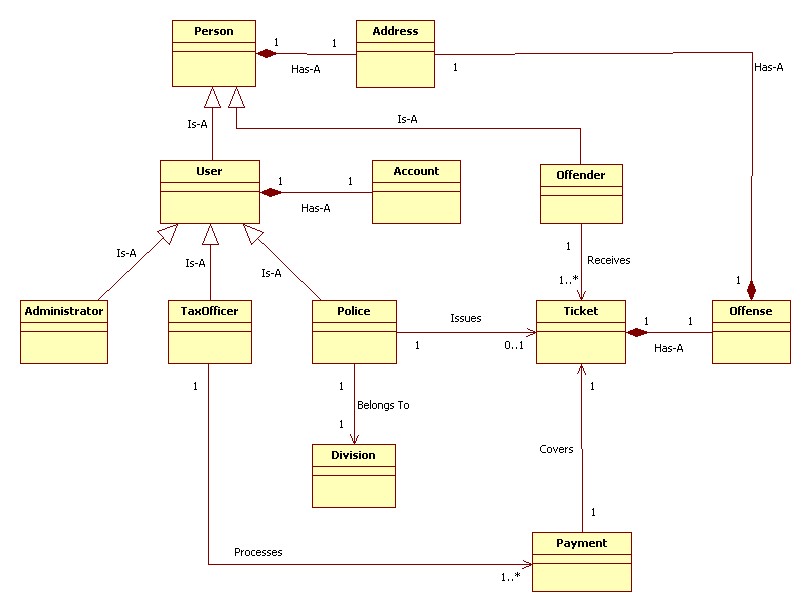 Person
1
1
Address
Has-A
1
Has-A
Is-A
Is-A
User
1
1
Account
Has-A
Offender
Is-A
Is-A
Is-A
1
Receives
1..*
Administrator
TaxOfficer
Police
Issues
1
0..1
Ticket
1
1
Has-A
1
Offense
1
1
Belongs To
1
Division
1
Covers
1
Processes
1..*
Payment